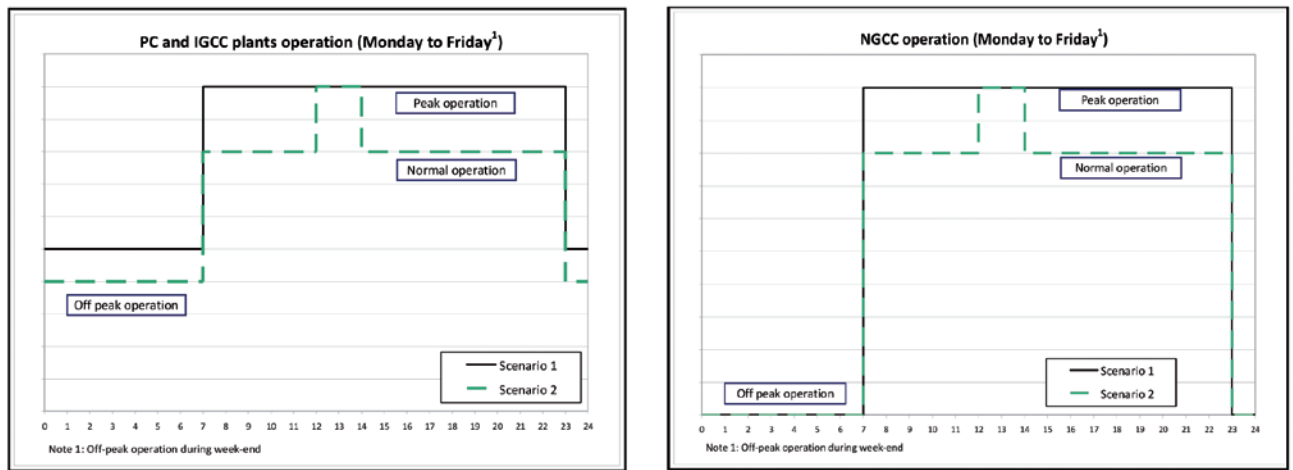 PC and IGCC plants operation (Monday to Friday¹)
Peak operation
Normal operation
Off peak operation
Scenario 1
Scenario 2
0 1 2 3 4 5 6 7 8 9 10 11 12 13 14 15 16 17 18 19 20 21 22 23 24
Note 1: Off-peak operation during week-end
NGCC operation (Monday to Friday¹)
Peak operation
Normal operation
Off peak operation
Scenario 1
Scenario 2
0 1 2 3 4 5 6 7 8 9 10 11 12 13 14 15 16 17 18 19 20 21 22 23 24
Note 1: Off-peak operation during week-end